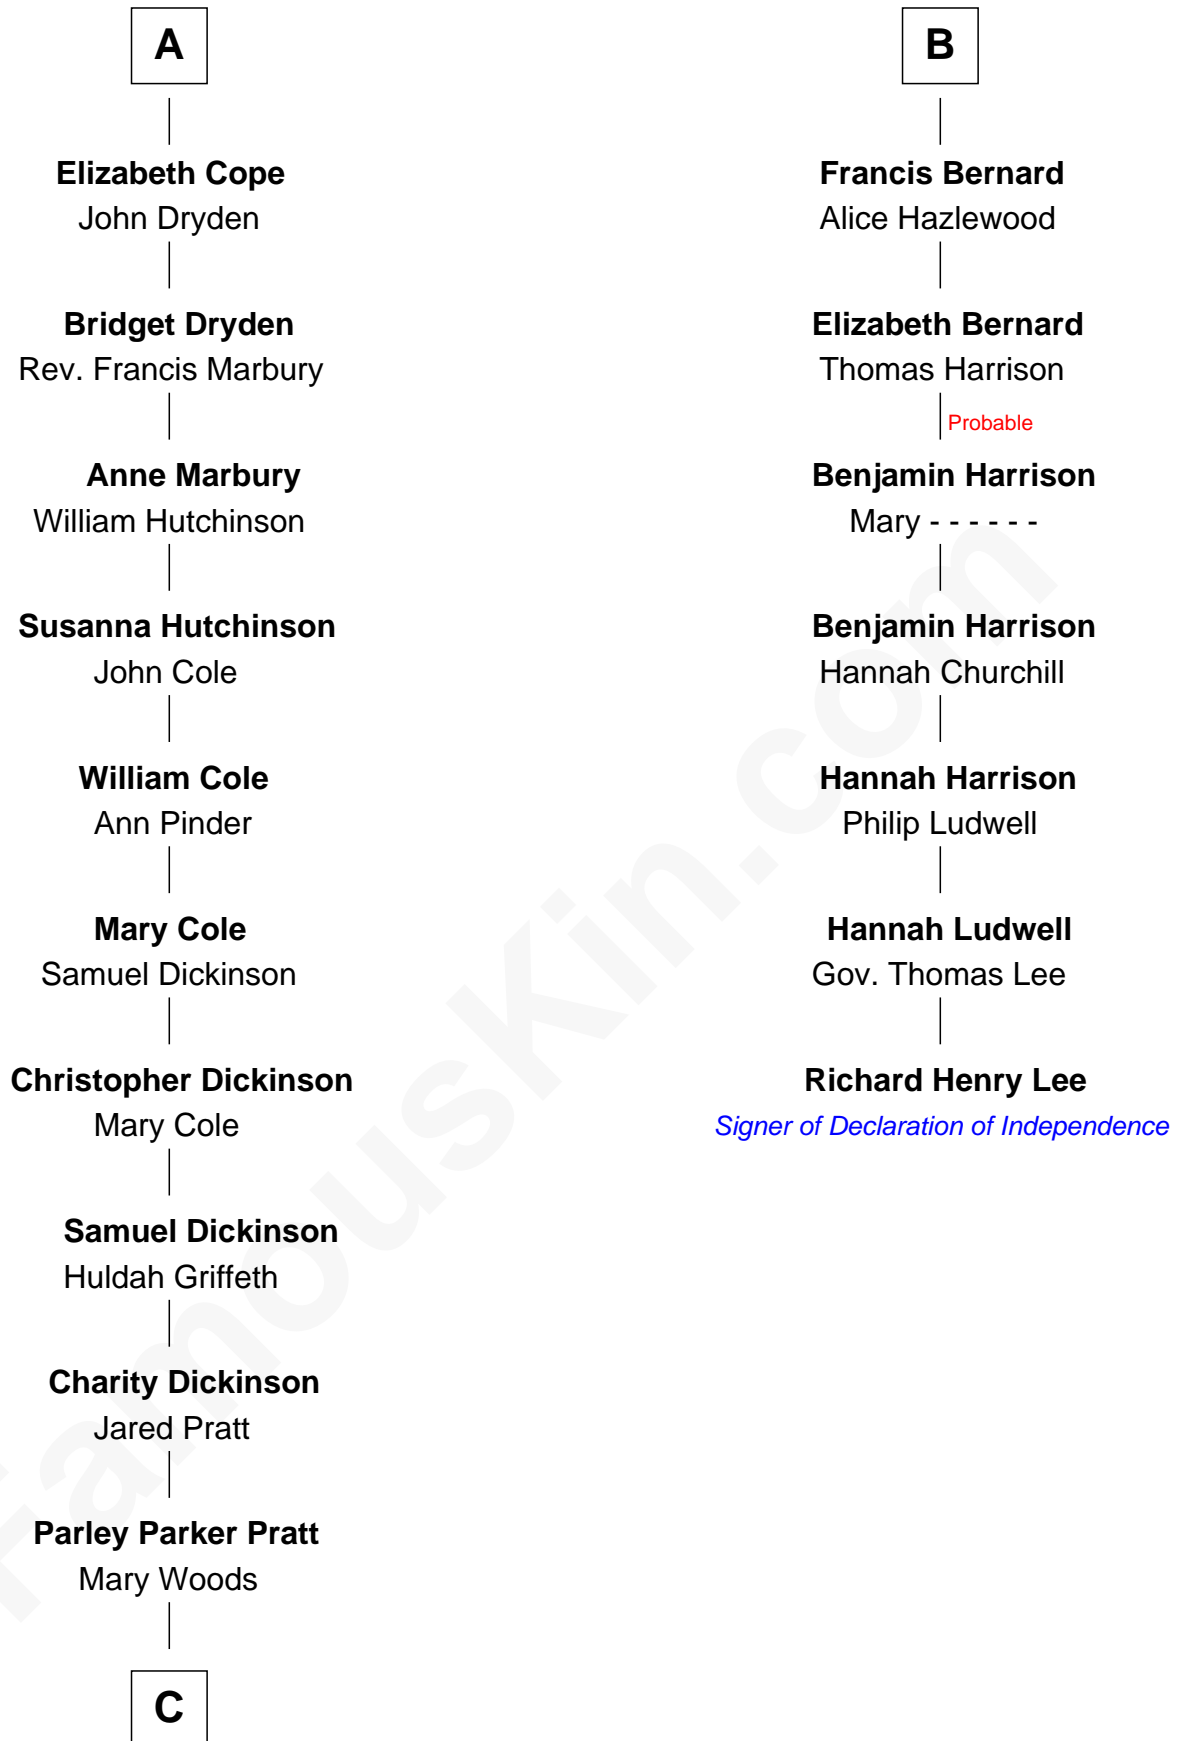 A
Elizabeth Cope
John Dryden
Bridget Dryden
Rev. Francis Marbury
Anne Marbury
William Hutchinson
Susanna Hutchinson
John Cole
William Cole
Ann Pinder
Mary Cole
Samuel Dickinson
Christopher Dickinson
Mary Cole
Samuel Dickinson
Huldah Griffeth
Charity Dickinson
Jared Pratt
Parley Parker Pratt
Mary Woods
C
B
Francis Bernard
Alice Hazlewood
Elizabeth Bernard
Thomas Harrison
Probable
Benjamin Harrison
Mary - - - - - -
Benjamin Harrison
Hannah Churchill
Hannah Harrison
Philip Ludwell
Hannah Ludwell
Gov. Thomas Lee
Richard Henry Lee
Signer of Declaration of Independence
FamousKin.com